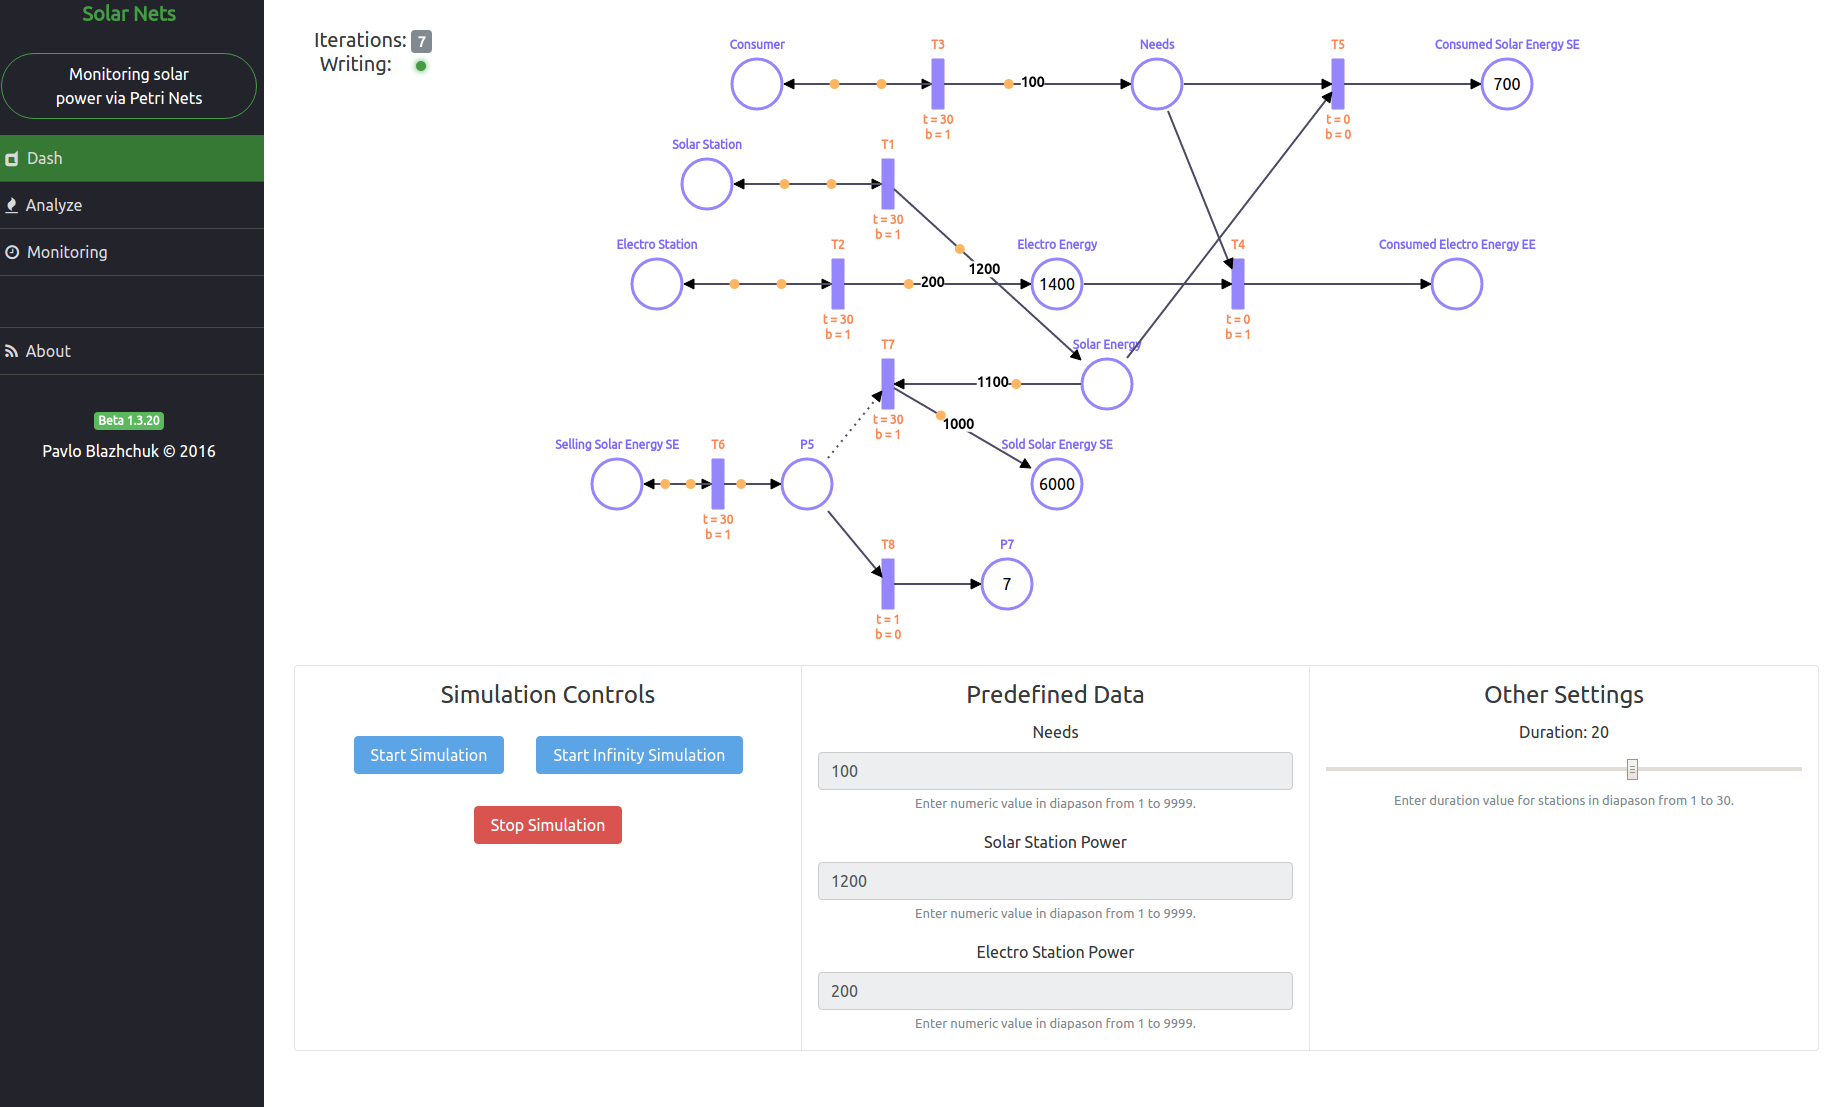 Solar Nets
Monitoring solar
power via Petri Nets
Dash
Analyze
Monitoring
About
Beta 1.3.20
Pavlo Blazhchuk © 2016
Iterations: 7
Writing:
Consumer
T3
Needs
T5
Consumed Solar Energy SE
100
700
t = 30
b = 1
t = 0
b = 0
Solar Station
T1
t = 30
b = 1
Electro Station
T2
Electro Energy
T4
Consumed Electro Energy EE
1200
200
1400
t = 30
b = 1
t = 0
b = 1
T7
Solar Energy
1100
t = 30
b = 1
1000
Selling Solar Energy SE
T6
P5
Sold Solar Energy SE
6000
t = 30
b = 1
T8
P7
7
t = 1
b = 0
Simulation Controls
Start Simulation
Start Infinity Simulation
Stop Simulation
Predefined Data
Needs
100
Enter numeric value in diapason from 1 to 9999.
Solar Station Power
1200
Enter numeric value in diapason from 1 to 9999.
Electro Station Power
200
Enter numeric value in diapason from 1 to 9999.
Other Settings
Duration: 20
Enter duration value for stations in diapason from 1 to 30.